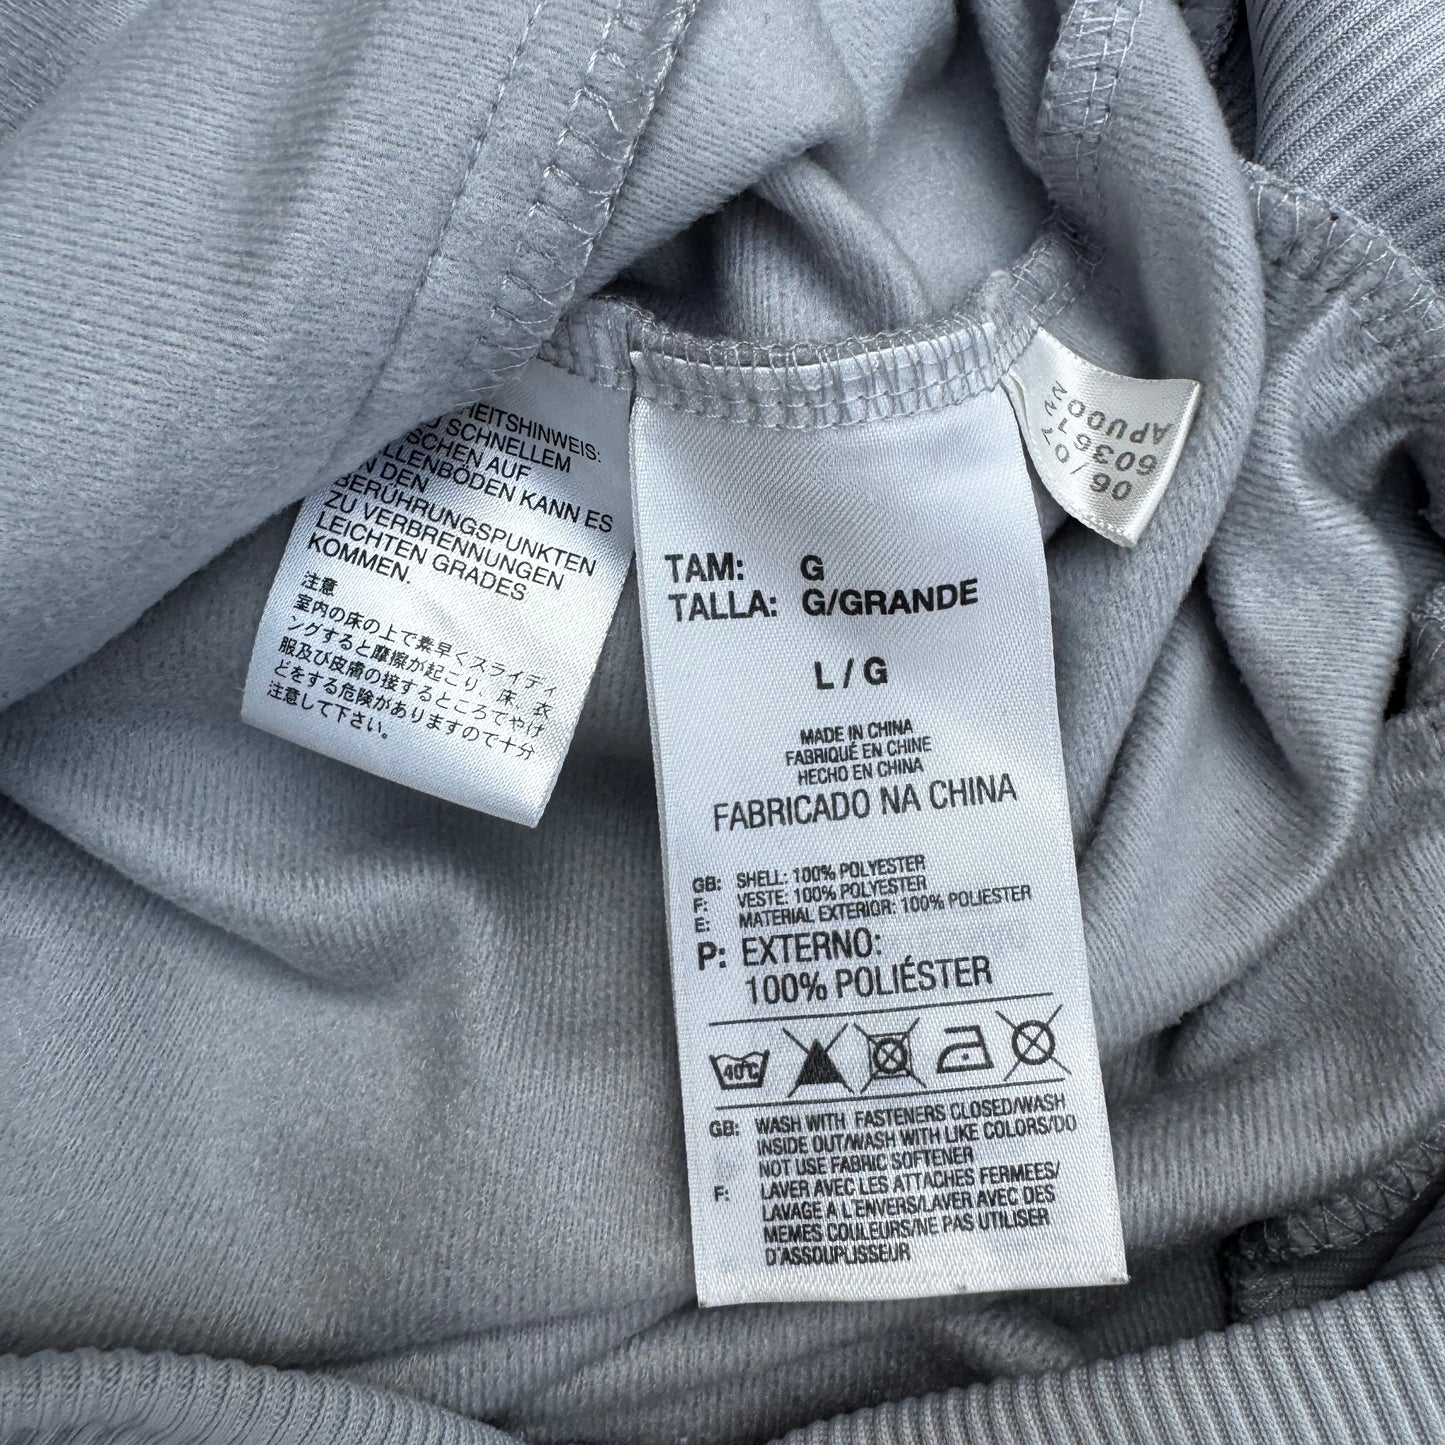 HEITSHINWEIS:
SCHNELLEM
AUF
KANN ES
DEN
BERÜHRUNGSPUNKTEN
ZU VERBRENNUNGEN
LEICHTEN GRADES
KOMMEN.
注意
室内の床の上で素早くスライディ
ングすると摩擦が起こり、床、衣
服及び皮膚の接するところでやけ
どをする危険がありますので十分
注意して下さい。
TAM: G
TALLA: G/GRANDE
L / G
MADE IN CHINA
FABRIQUÉ EN CHINE
HECHO EN CHINA
FABRICADO NA CHINA
GB: SHELL: 100% POLYESTER
F: VESTE: 100% POLYESTER
E: MATERIAL EXTERIOR: 100% POLIESTER
P: EXTERNO:
100% POLIÉSTER
40°C
GB: WASH WITH FASTENERS CLOSED/WASH
INSIDE OUT/WASH WITH LIKE COLORS/DO
NOT USE FABRIC SOFTENER
F: LAVER AVEC LES ATTACHES FERMEES/
LAVAGE A L'ENVERS/LAVER AVEC DES
MEMES COULEURS/NE PAS UTILISER
D'ASSOUPLISSEUR
APU00
60361
06